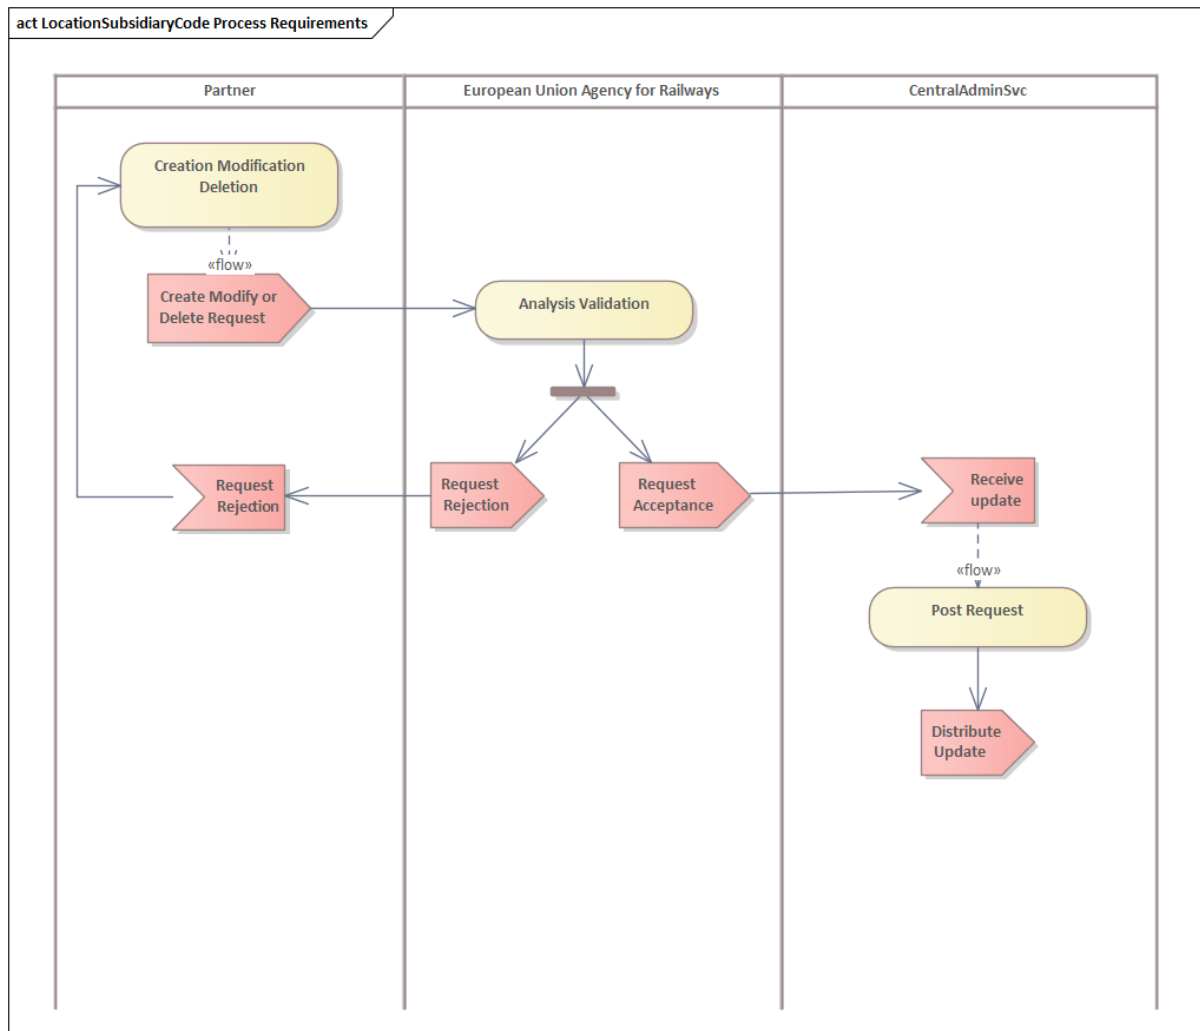 act LocationSubsidiaryCode Process Requirements
Partner
European Union Agency for Railways
CentralAdminSvc
Creation Modification
Deletion
«flow»
Create Modify or
Delete Request
Analysis Validation
Request
Rejection
Request
Rejection
Request
Acceptance
Receive
update
«flow»
Post Request
Distribute
Update